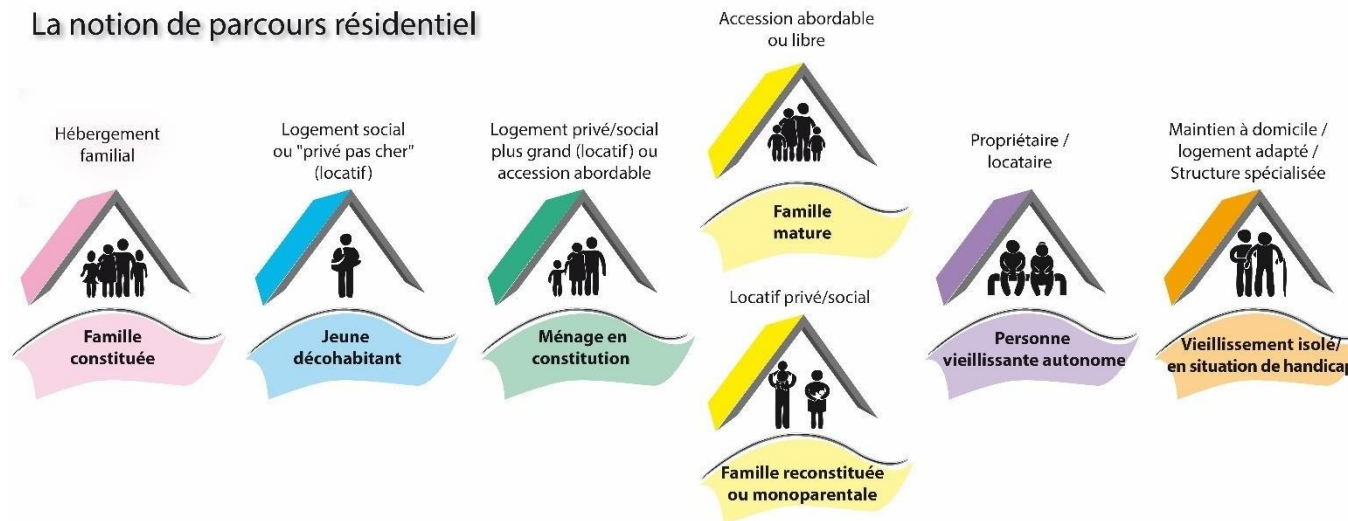 La notion de parcours résidentiel
Hébergement
familial
Famille
constituée
Logement social
ou "privé pas cher"
(locatif)
Jeune
décohabitant
Logement privé/social
plus grand (locatif) ou
accession abordable
Ménage en
constitution
Accession abordable
ou libre
Famille
mature
Locatif privé/social
Famille reconstituée
ou monoparentale
Propriétaire /
locataire
Personne
vieillissante autonome
Maintien à domicile /
logement adapté /
Structure spécialisée
Vieillissement isolé/
en situation de handicap